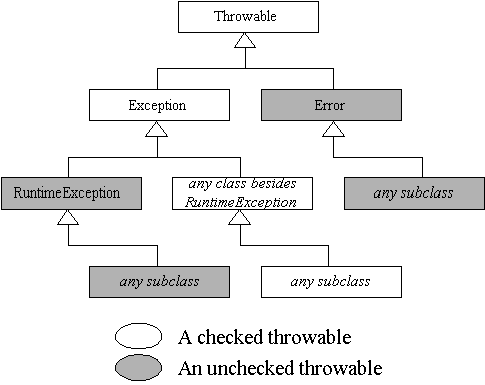 Throwable
Exception
Error
RuntimeException
any class besides
RuntimeException
any subclass
any subclass
any subclass
A checked throwable
An unchecked throwable